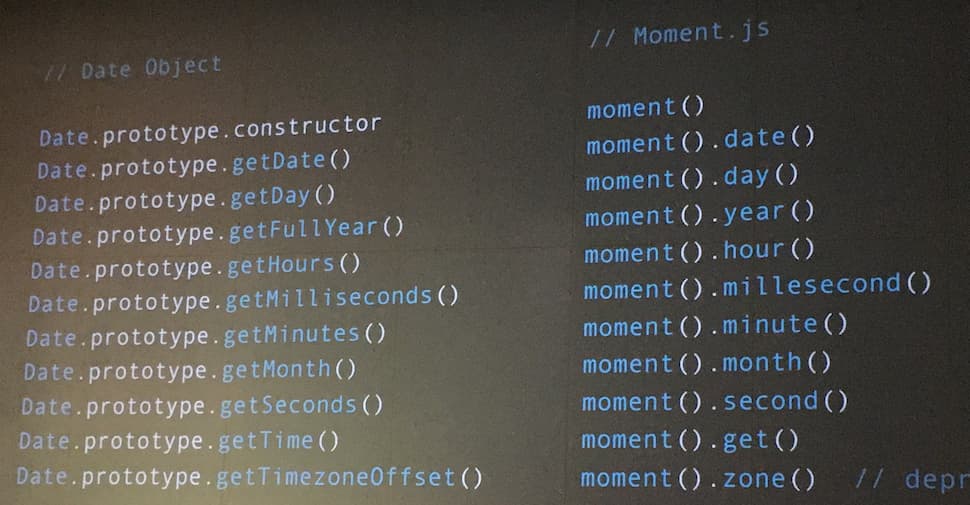 // Date Object
Date.prototype.constructor
Date.prototype.getDate()
Date.prototype.getDay()
Date.prototype.getFullYear()
Date.prototype.getHours()
Date.prototype.getMilliseconds()
Date.prototype.getMinutes()
Date.prototype.getMonth()
Date.prototype.getSeconds()
Date.prototype.getTime()
Date.prototype.getTimezoneOffset()
// Moment.js
moment()
moment().date()
moment().day()
moment().year()
moment().hour()
moment().millesecond()
moment().minute()
moment().month()
moment().second()
moment().get()
moment().zone() // depr